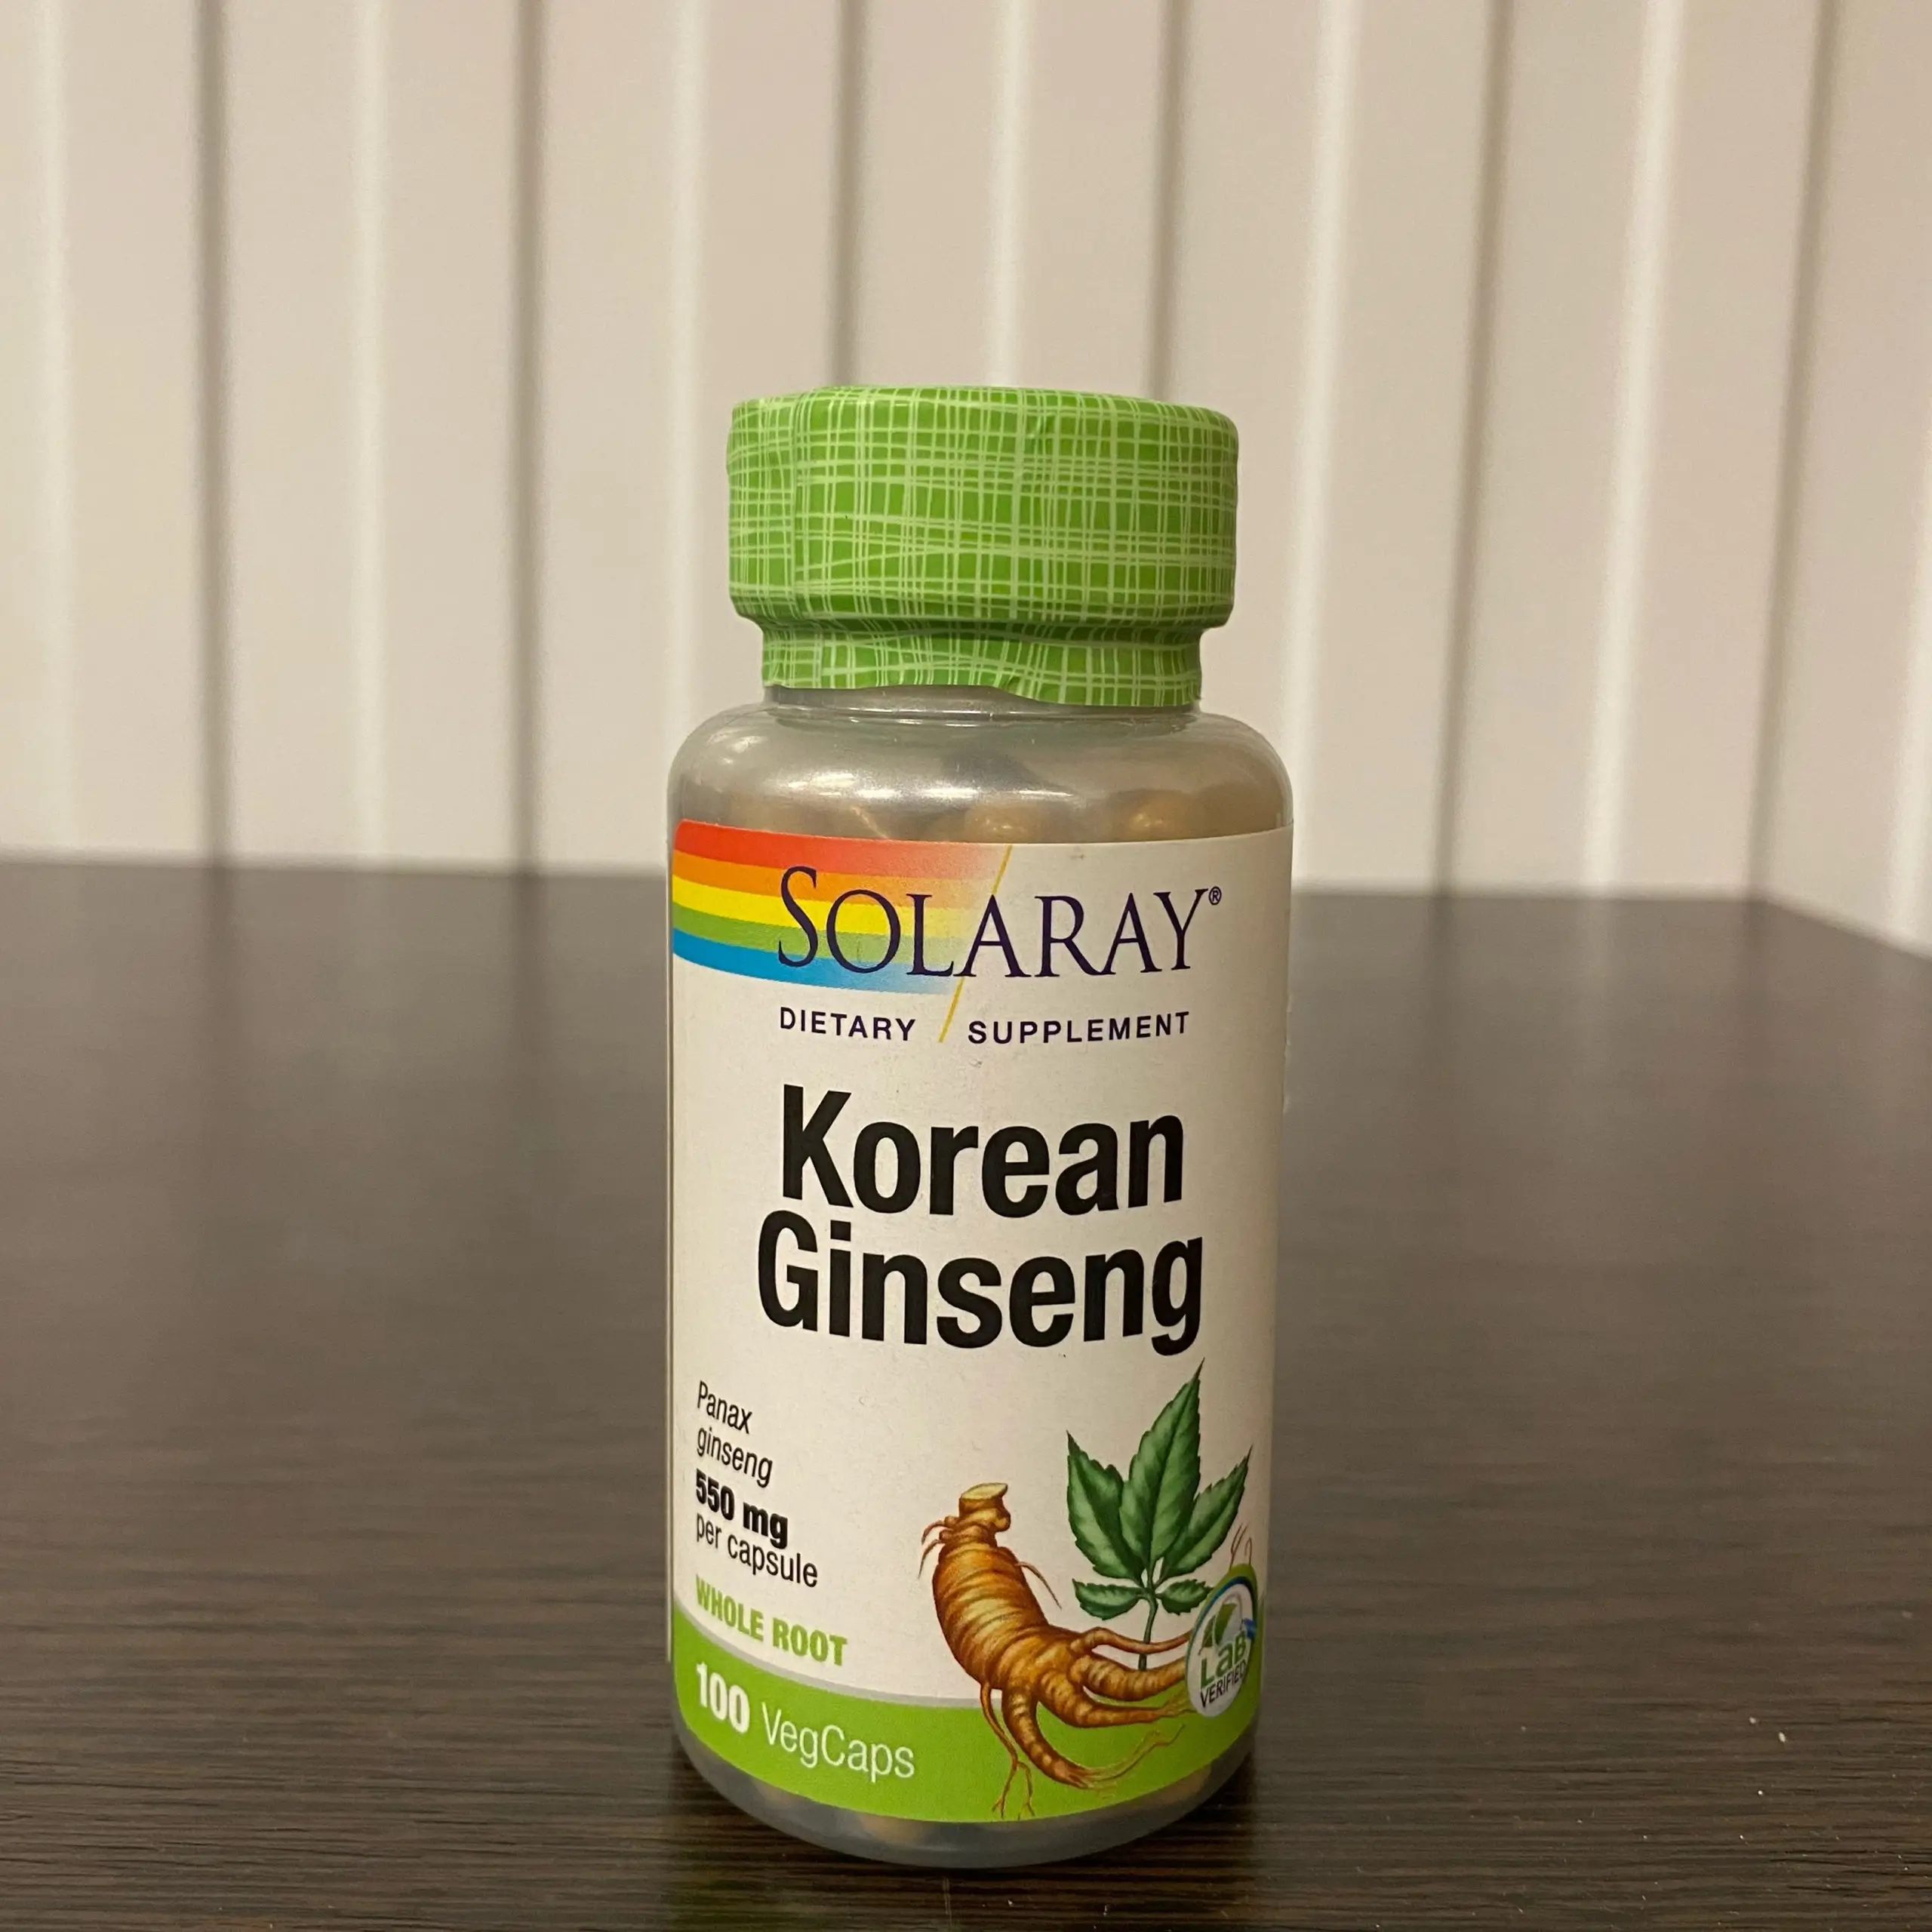 SOLARAY®
DIETARY SUPPLEMENT
Korean
Ginseng
Panax
ginseng
550 mg
per capsule
WHOLE ROOT
100 VegCaps
Lab
VERIFIED